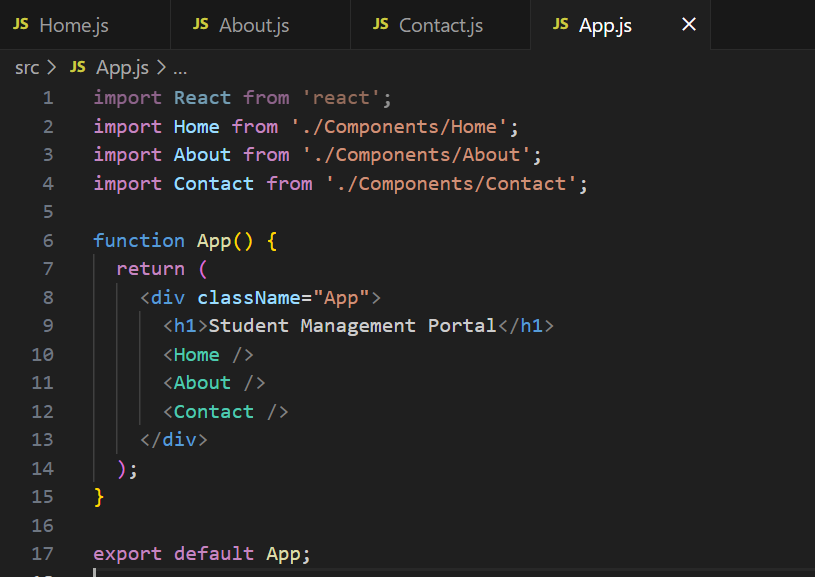 JS Home.js JS About.js JS Contact.js JS App.js ×
src > JS App.js > ...
1 import React from 'react';
2 import Home from './Components/Home';
3 import About from './Components/About';
4 import Contact from './Components/Contact';
5
6 function App() {
7   return (
8     <div className="App">
9       <h1>Student Management Portal</h1>
10       <Home />
11       <About />
12       <Contact />
13     </div>
14   );
15 }
16
17 export default App;